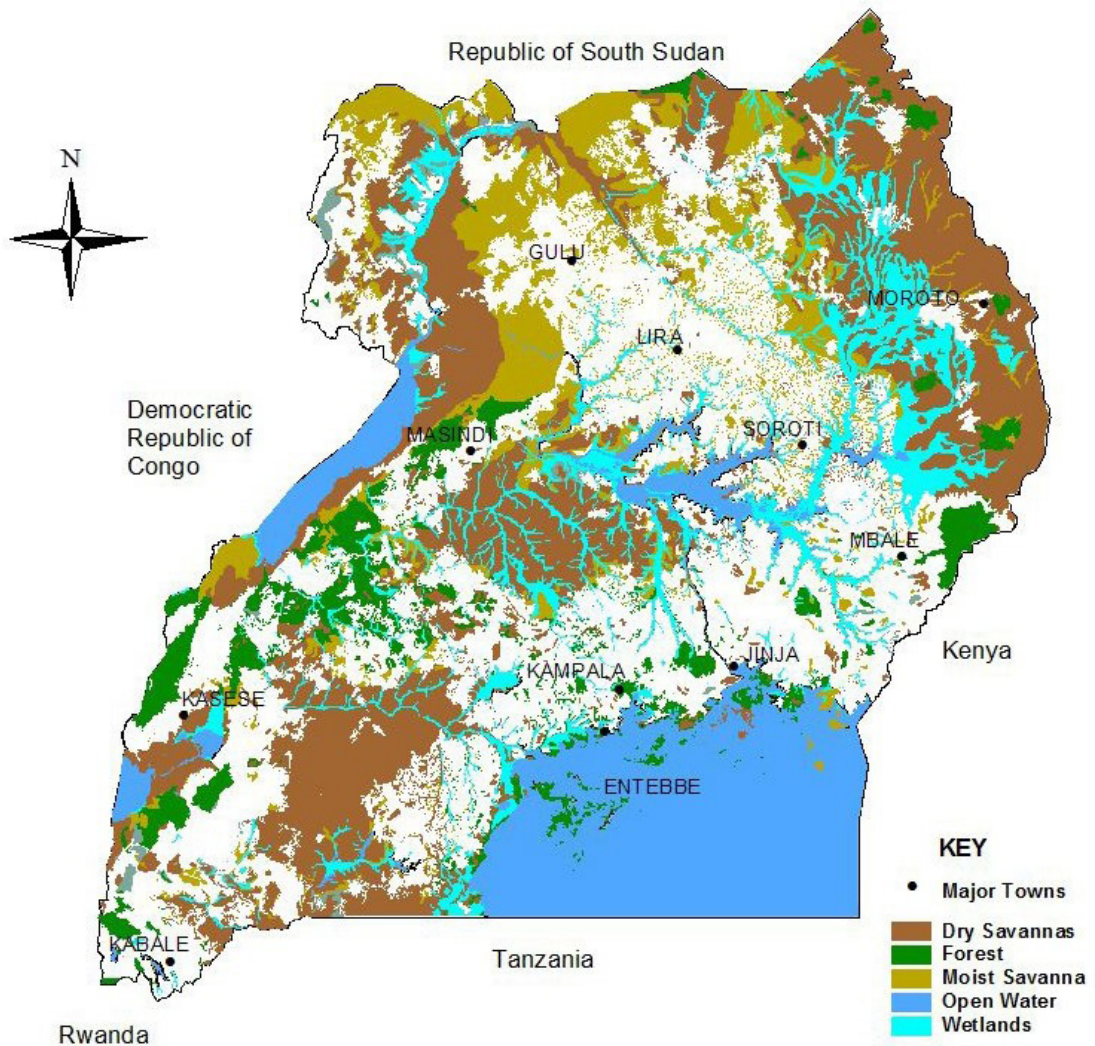 Republic of South Sudan
N
GULU
MOROTO
LIRA
Democratic
Republic of
Congo
MASINDI
SOROTI
MBALE
Kenya
JINJA
KAMPALA
KASESE
ENTEBBE
KEY
Major Towns
Dry Savannas
Forest
Moist Savanna
Open Water
Wetlands
KABALE
Tanzania
Rwanda